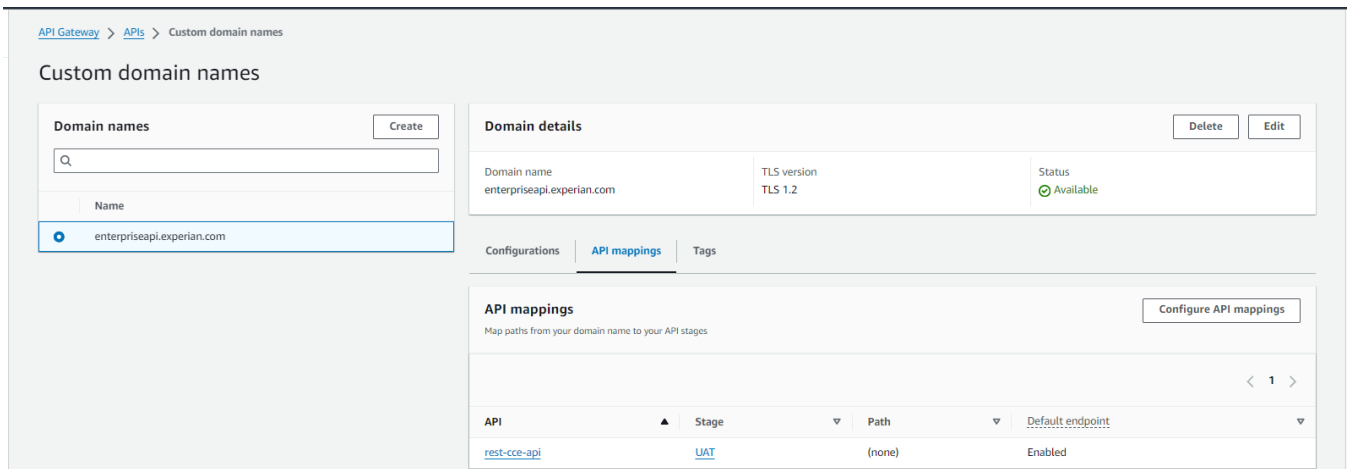 API Gateway > APIs > Custom domain names
Custom domain names
Domain names
Create
Name
enterpriseapi.experian.com
Domain details
Delete
Edit
Domain name
enterpriseapi.experian.com
TLS version
TLS 1.2
Status
Available
Configurations
API mappings
Tags
API mappings
Configure API mappings
Map paths from your domain name to your API stages
< 1 >
API Stage Path Default endpoint
rest-cce-api UAT (none) Enabled